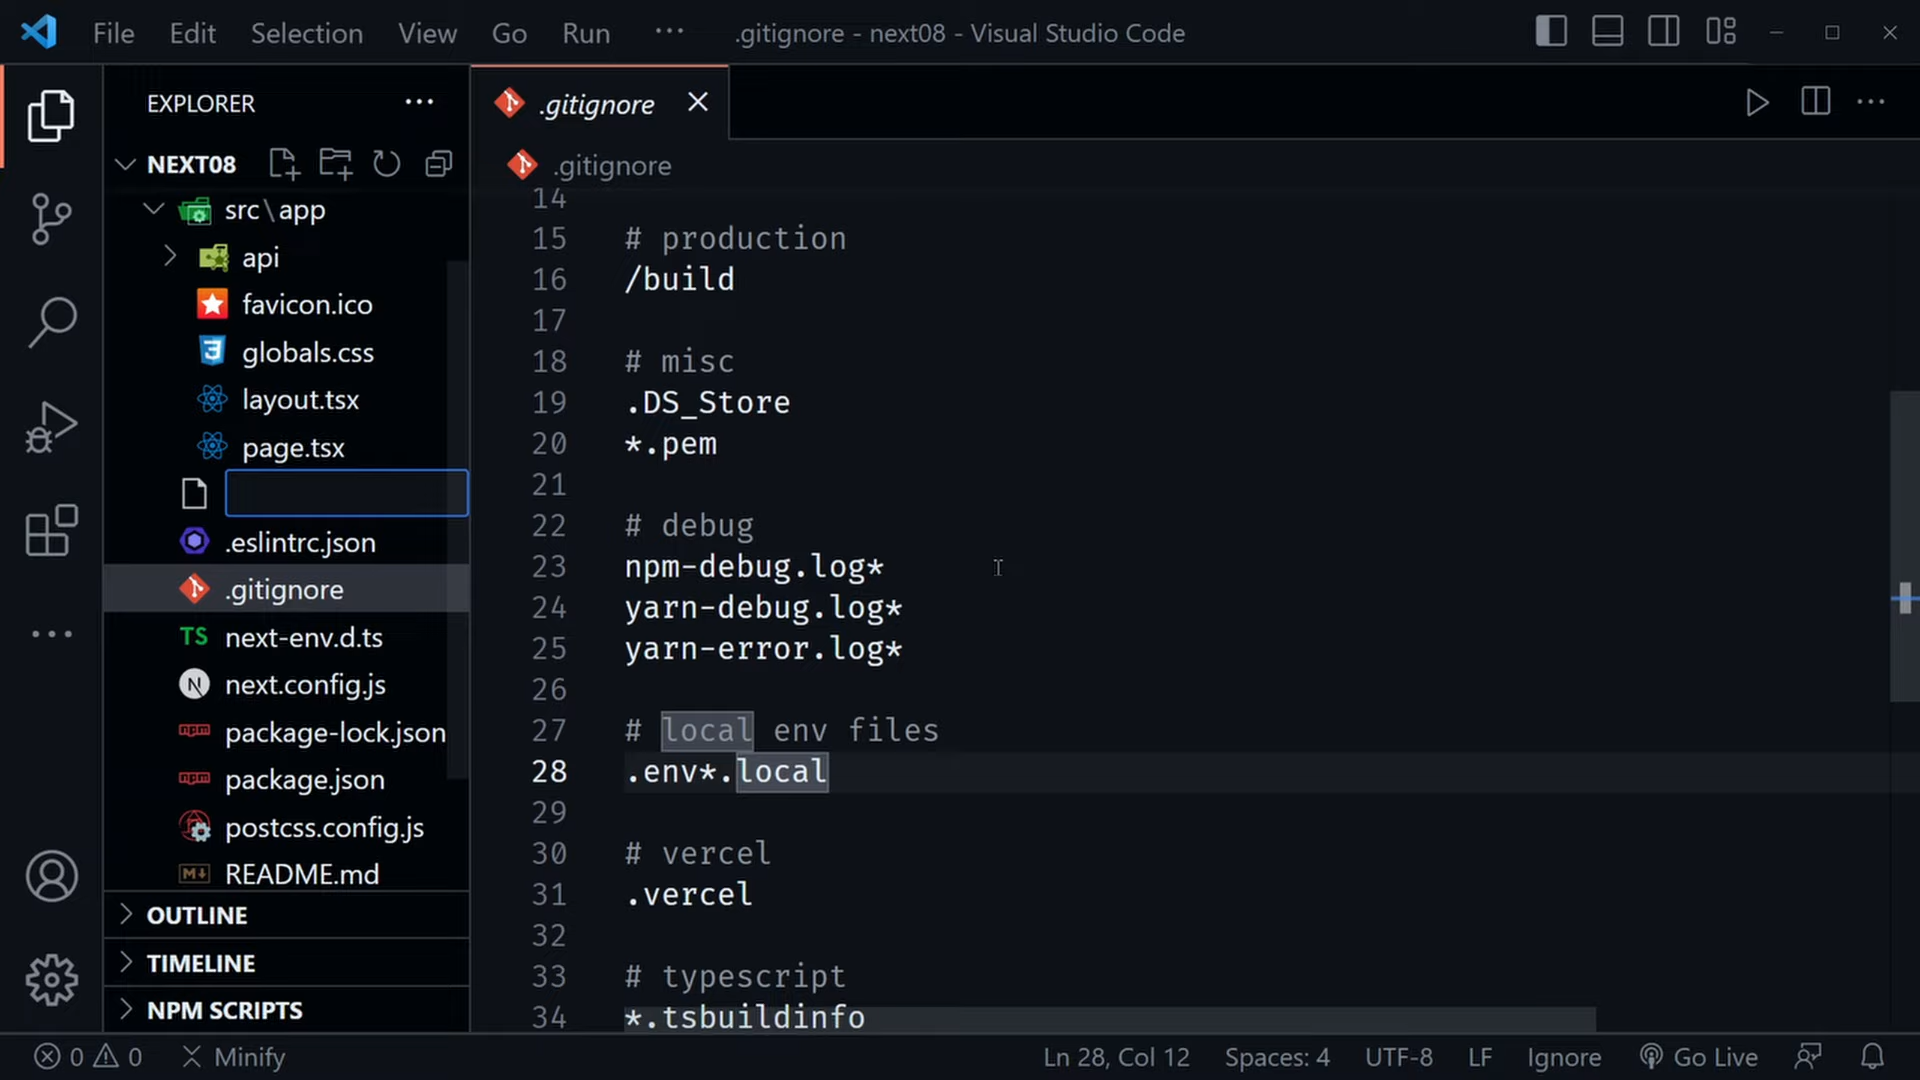 File Edit Selection View Go Run ··· .gitignore - next08 - Visual Studio Code
EXPLORER ···
NEXT08
src\app
api
favicon.ico
globals.css
layout.tsx
page.tsx
.eslintrc.json
.gitignore
TS next-env.d.ts
N next.config.js
npm package-lock.json
npm package.json
postcss.config.js
README.md
OUTLINE
TIMELINE
NPM SCRIPTS
.gitignore
.gitignore
14
15 # production
16 /build
17
18 # misc
19 .DS_Store
20 *.pem
21
22 # debug
23 npm-debug.log*
24 yarn-debug.log*
25 yarn-error.log*
26
27 # local env files
28 .env*.local
29
30 # vercel
31 .vercel
32
33 # typescript
34 *.tsbuildinfo
0 0 Minify Ln 28, Col 12 Spaces: 4 UTF-8 LF Ignore Go Live